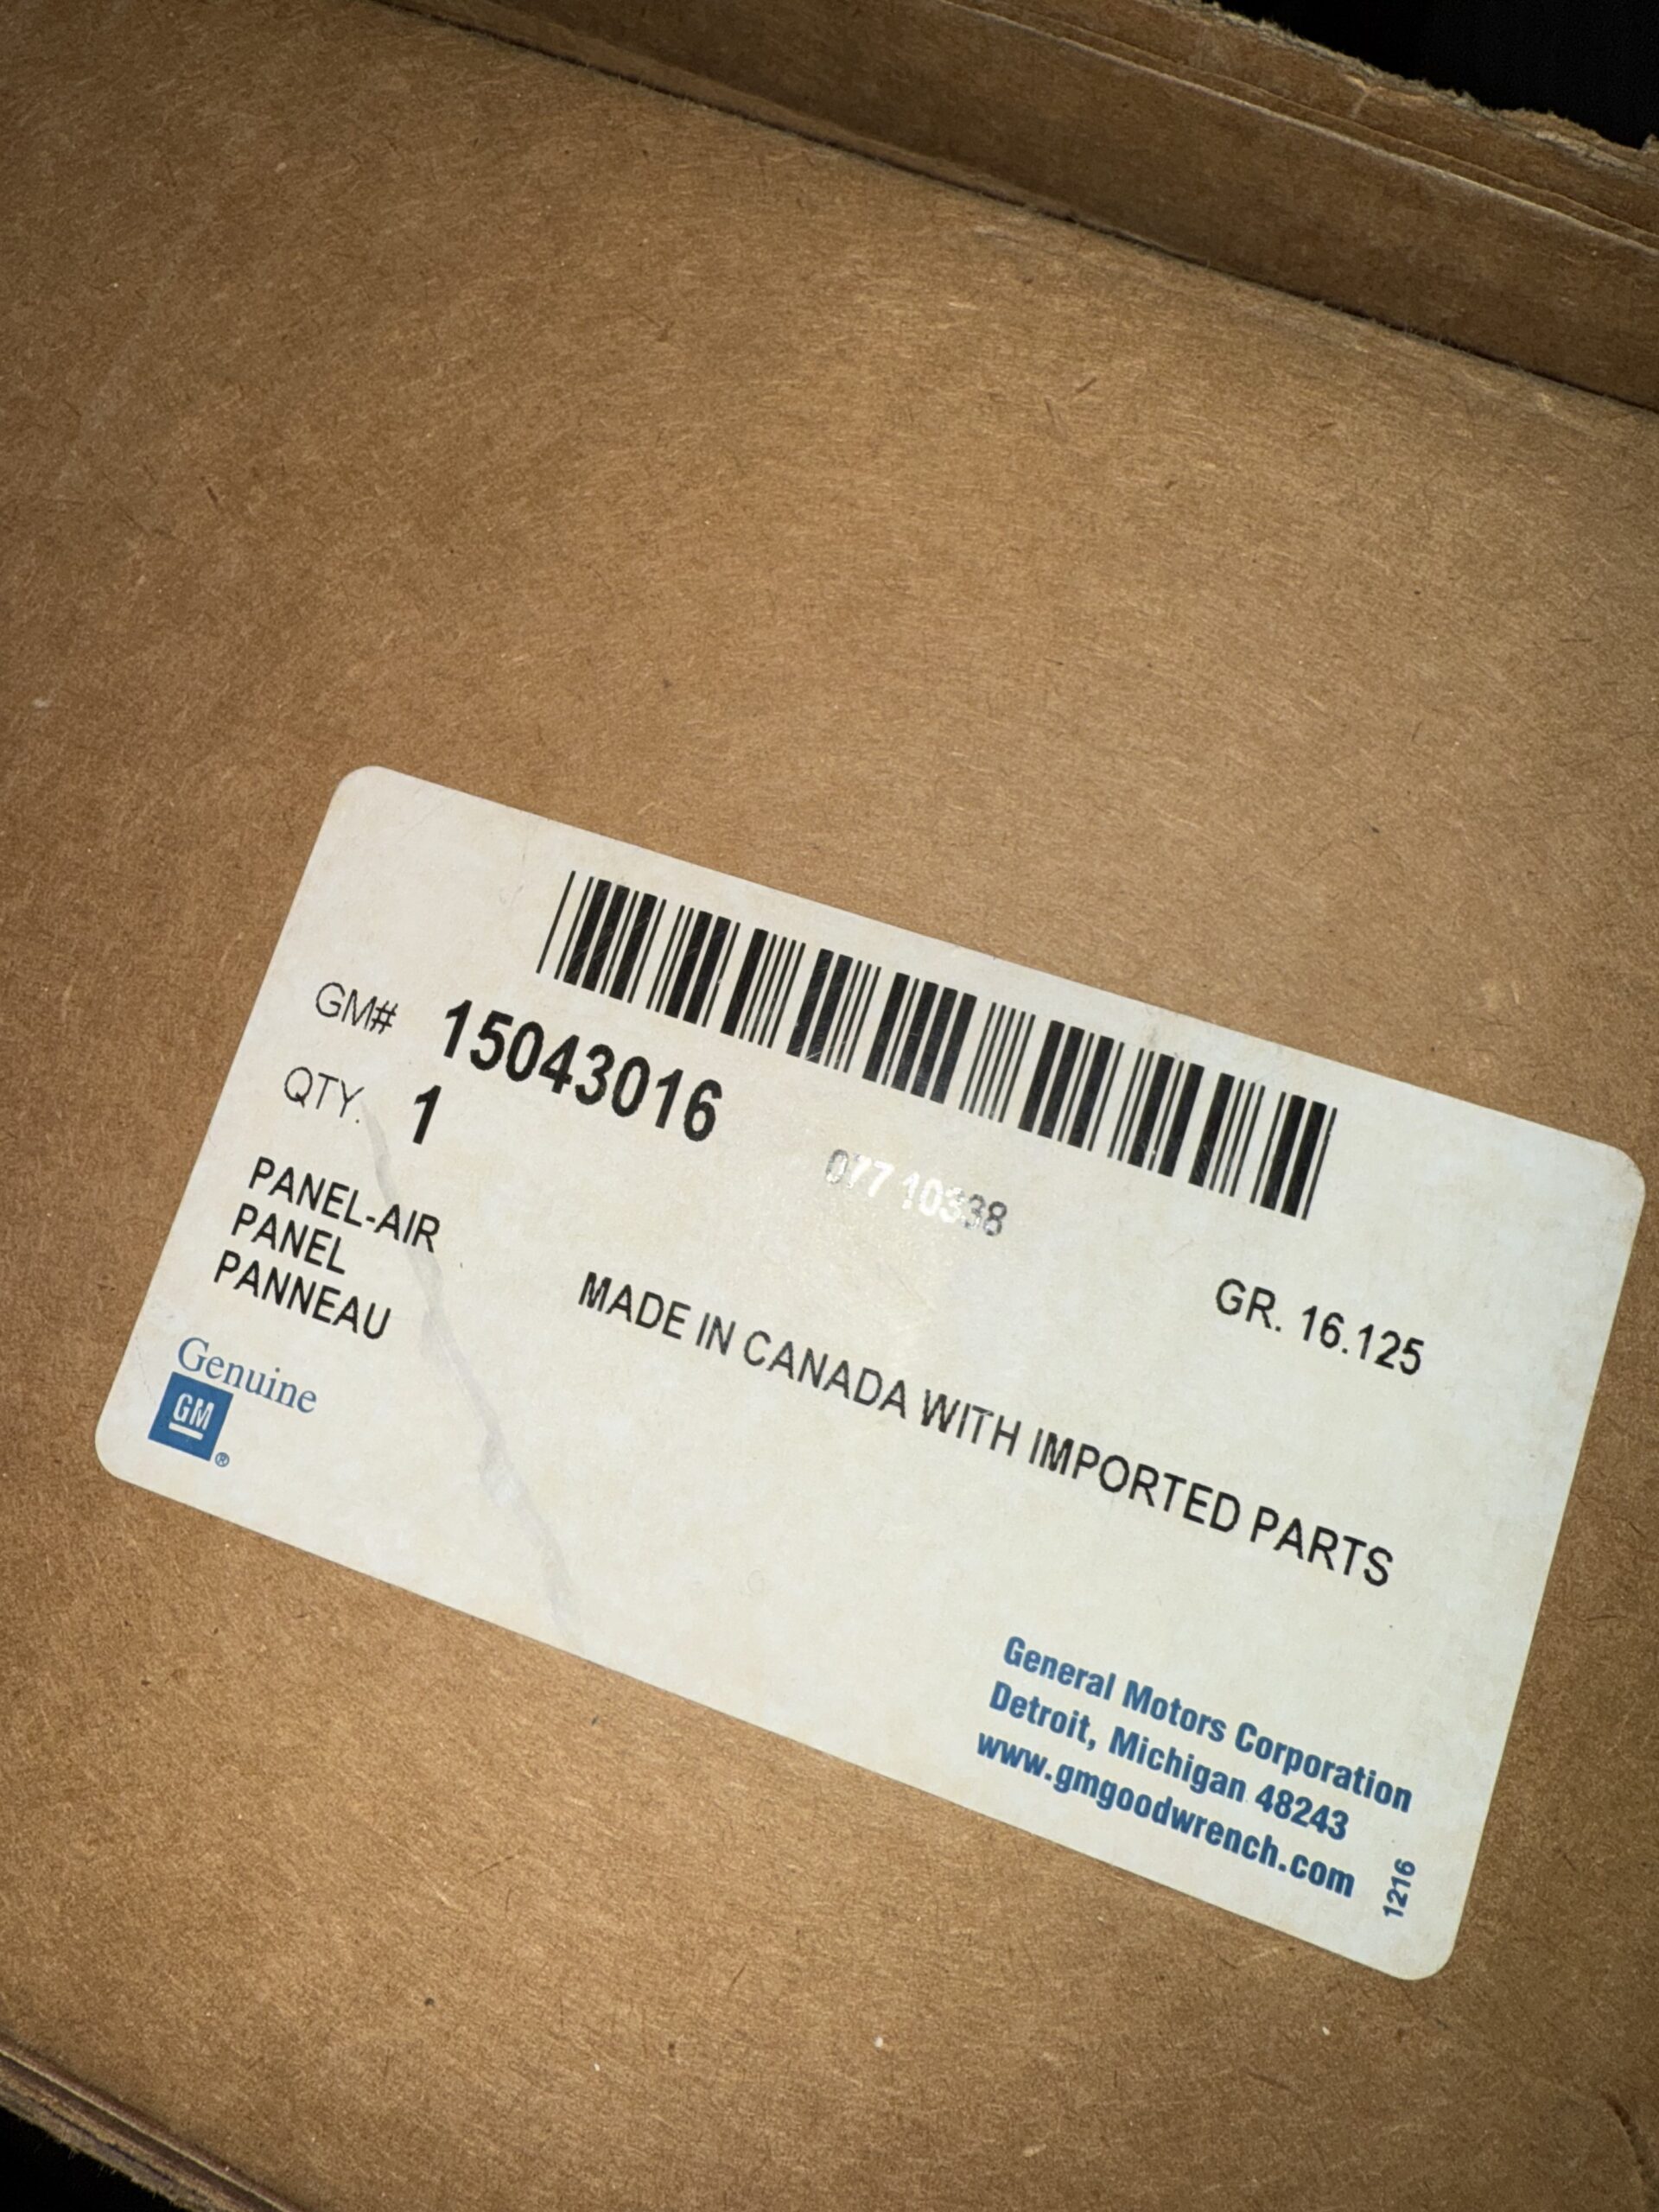 GM# 15043016
QTY. 1
077 10338
PANEL-AIR
PANEL
PANNEAU
GR. 16.125
MADE IN CANADA WITH IMPORTED PARTS
Genuine
GM
®
General Motors Corporation
Detroit, Michigan 48243
www.gmgoodwrench.com
1216